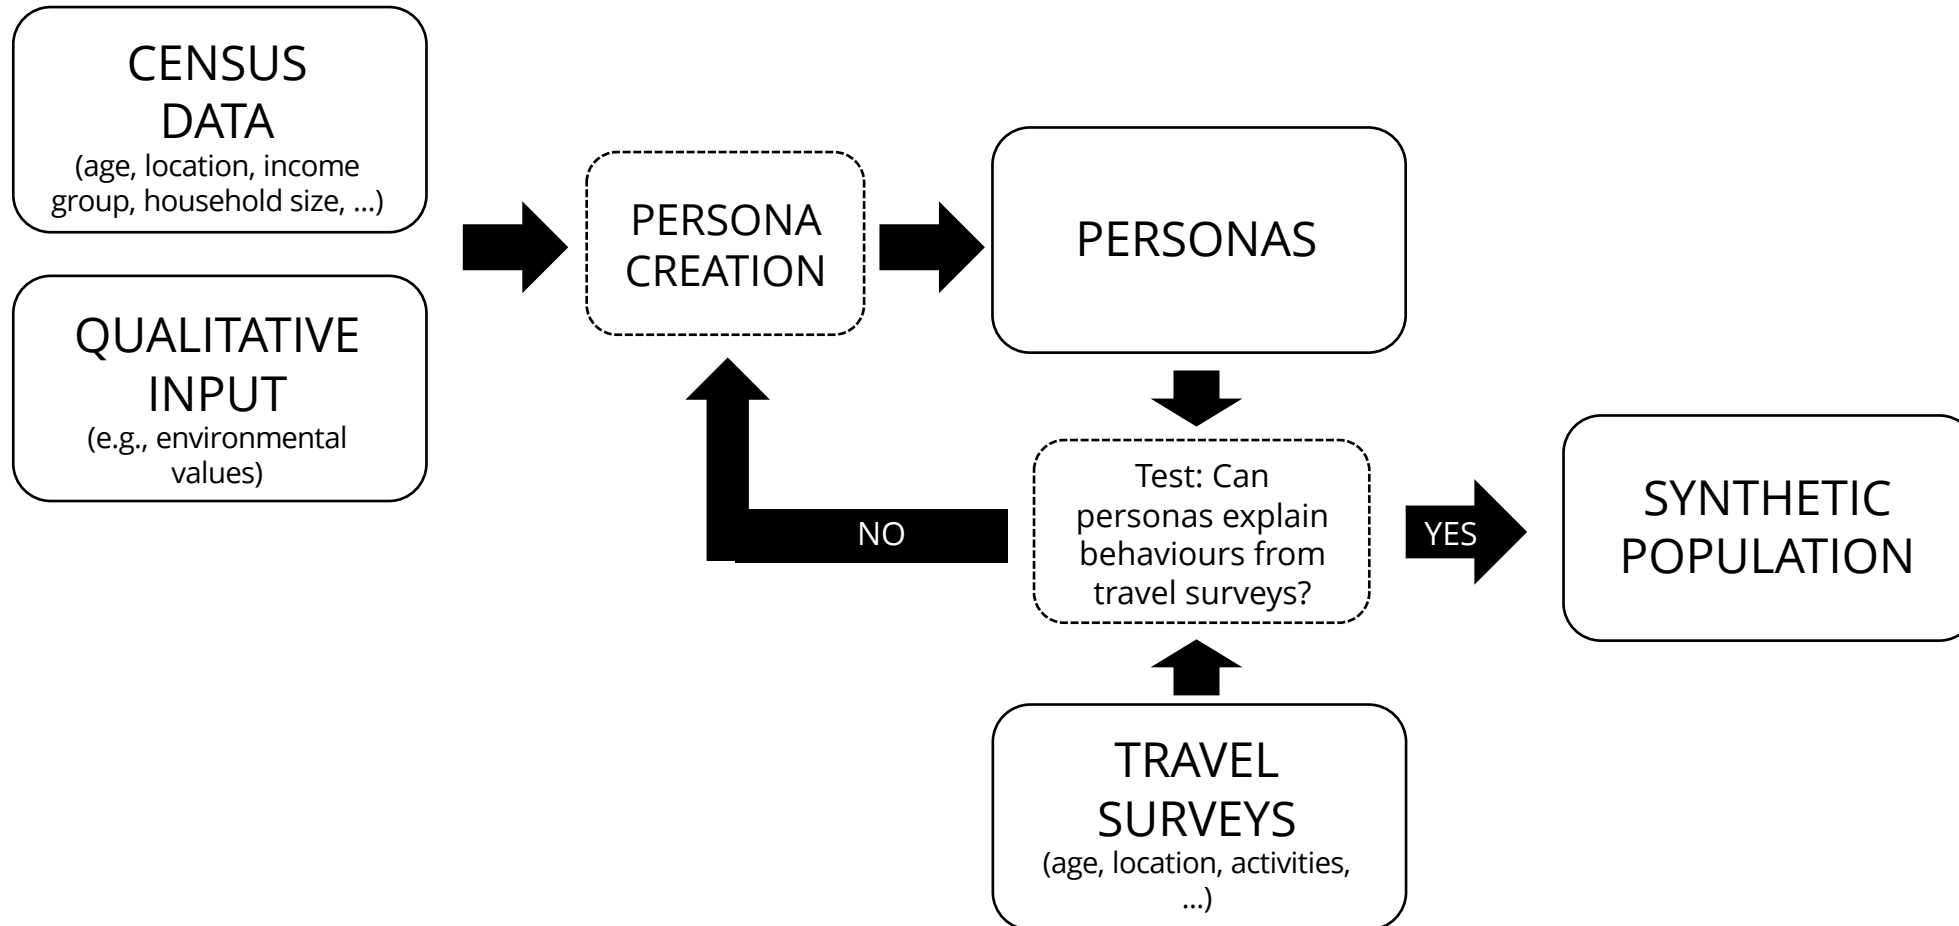 CENSUS
DATA
(age, location, income
group, household size, ...)
QUALITATIVE
INPUT
(e.g., environmental
values)
PERSONA
CREATION
PERSONAS
Test: Can
personas explain
behaviours from
travel surveys?
NO
YES
SYNTHETIC
POPULATION
TRAVEL
SURVEYS
(age, location, activities,
...)